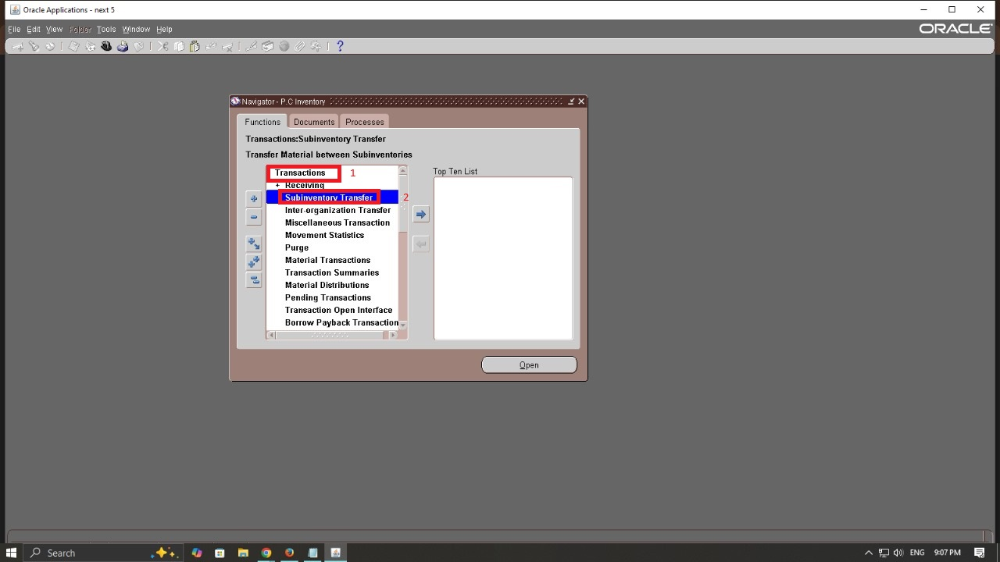 Oracle Applications - next 5
File Edit View Folder Tools Window Help
ORACLE
?
Navigator - P.C Inventory
Functions Documents Processes
Transactions:Subinventory Transfer
Transfer Material between Subinventories
Transactions 1
+ Receiving
Subinventory Transfer 2
Inter-organization Transfer
Miscellaneous Transaction
Movement Statistics
Purge
Material Transactions
Transaction Summaries
Material Distributions
Pending Transactions
Transaction Open Interface
Borrow Payback Transaction
Top Ten List
Open
Search
ENG 9:07 PM